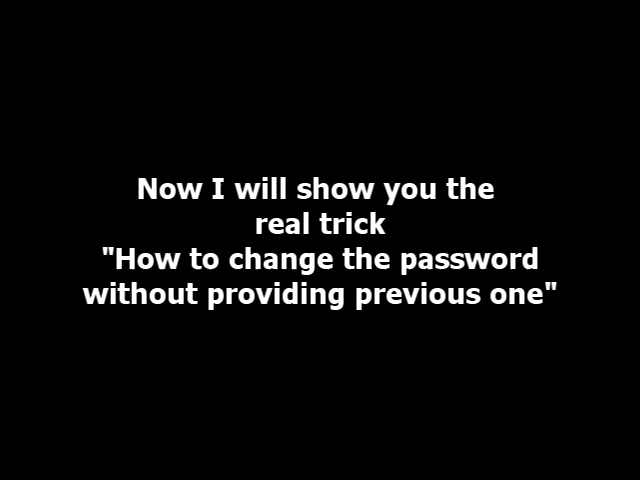 Now I will show you the
real trick
"How to change the password
without providing previous one"